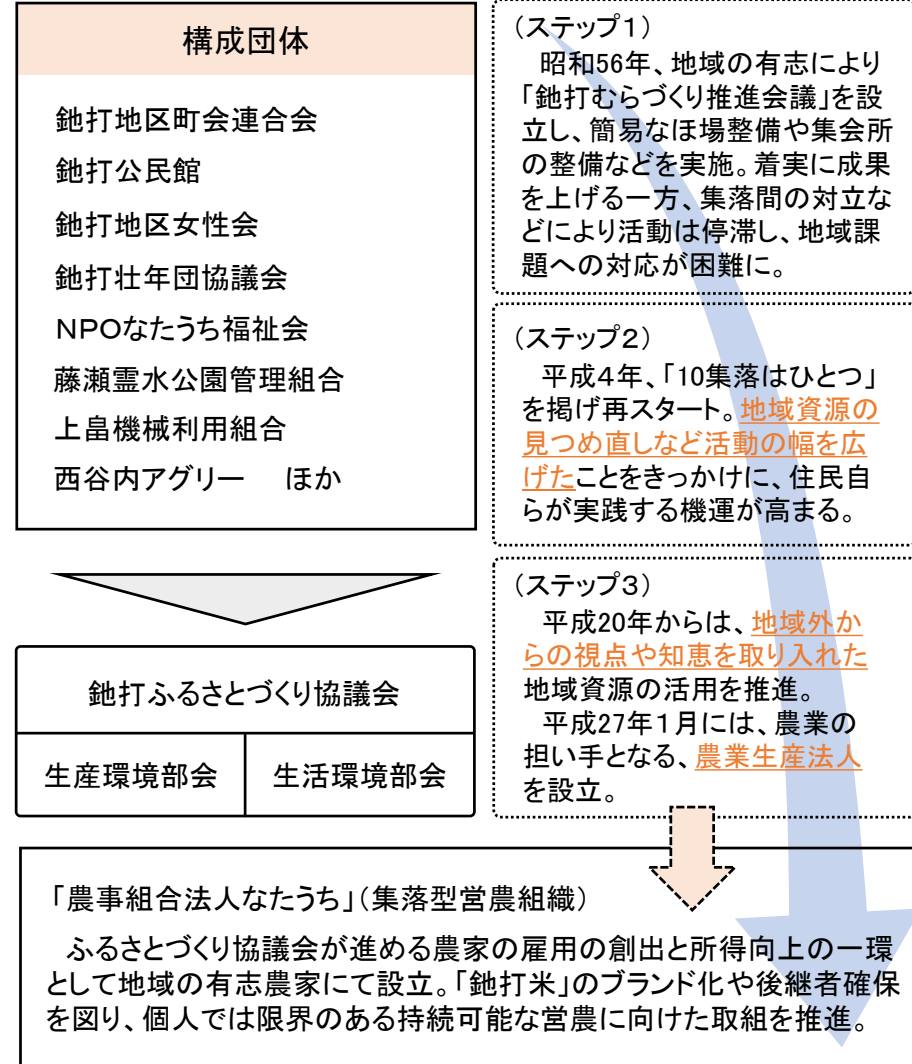 構成団体
鉇打地区町会連合会
鉇打公民館
鉇打地区女性会
鉇打壮年団協議会
NPOなたうち福祉会
藤瀬霊水公園管理組合
上畠機械利用組合
西谷内アグリー　ほか
鉇打ふるさとづくり協議会
生産環境部会
生活環境部会
（ステップ１）
昭和56年、地域の有志により
「鉇打むらづくり推進会議」を設
立し、簡易なほ場整備や集会所
の整備などを実施。着実に成果
を上げる一方、集落間の対立な
どにより活動は停滞し、地域課
題への対応が困難に。
（ステップ２）
平成４年、「10集落はひとつ」
を掲げ再スタート。地域資源の
見つめ直しなど活動の幅を広
げたことをきっかけに、住民自
らが実践する機運が高まる。
（ステップ３）
平成20年からは、地域外か
らの視点や知恵を取り入れた
地域資源の活用を推進。
平成27年１月には、農業の
担い手となる、農業生産法人
を設立。
「農事組合法人なたうち」（集落型営農組織）
ふるさとづくり協議会が進める農家の雇用の創出と所得向上の一環
として地域の有志農家にて設立。「鉇打米」のブランド化や後継者確保
を図り、個人では限界のある持続可能な営農に向けた取組を推進。